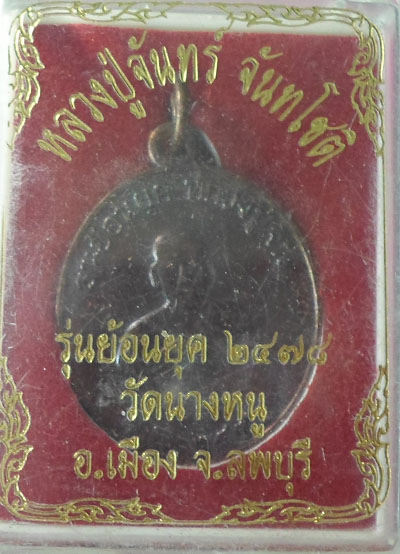 หลวงปู่จันทร์ จันทโชติ
รุ่นย้อนยุค ๒๔๗๘
วัดนางหนู
อ.เมือง จ.ลพบุรี